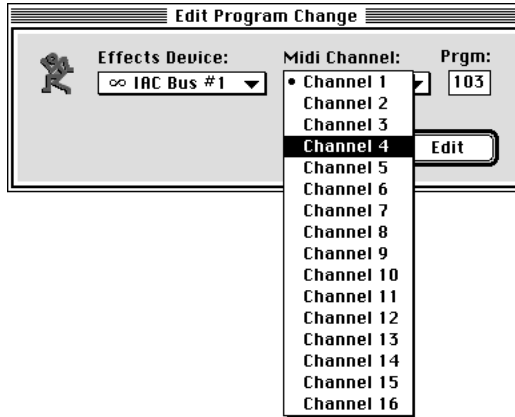 Edit Program Change
Effects Device:
Midi Channel:
Prgm:
∞ IAC Bus #1
• Channel 1
103
Channel 2
Channel 3
Channel 4
Edit
Channel 5
Channel 6
Channel 7
Channel 8
Channel 9
Channel 10
Channel 11
Channel 12
Channel 13
Channel 14
Channel 15
Channel 16